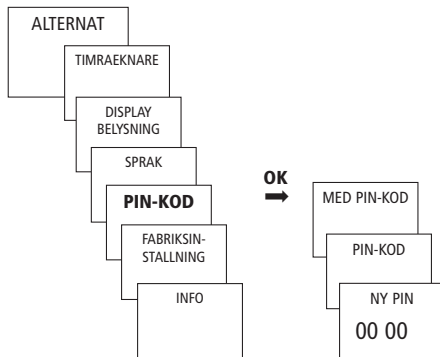 ALTERNAT
TIMRAEKNARE
DISPLAY
BELYSNING
SPRAK
PIN-KOD
FABRIKSIN-
STALLNING
INFO
OK
MED PIN-KOD
PIN-KOD
NY PIN
00 00